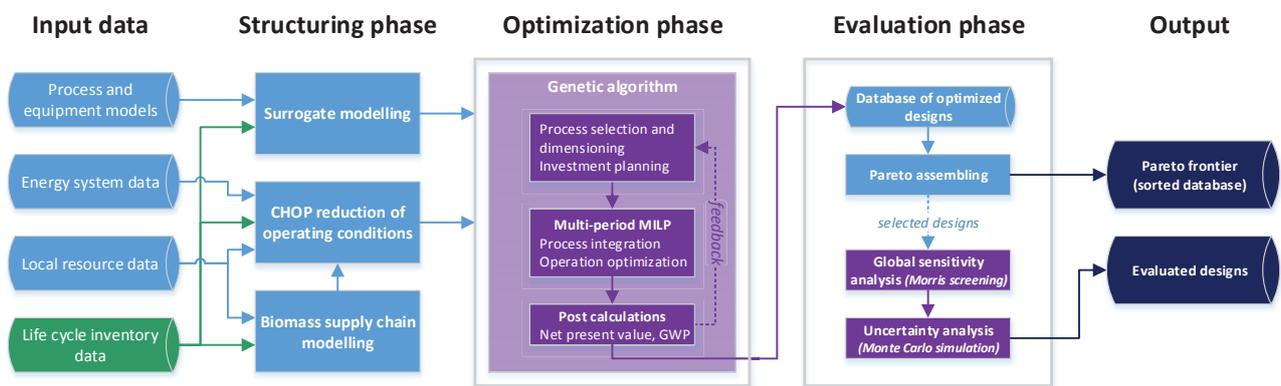 Input data
Structuring phase
Optimization phase
Evaluation phase
Output
Process and
equipment models
Energy system data
Local resource data
Life cycle inventory
data
Surrogate modelling
CHOP reduction of
operating conditions
Biomass supply chain
modelling
Genetic algorithm
Process selection and
dimensioning
Investment planning
Multi-period MILP
Process integration
Operation optimization
Post calculations
Net present value, GWP
feedback
Database of optimized
designs
Pareto assembling
selected designs
Global sensitivity
analysis (Morris screening)
Uncertainty analysis
(Monte Carlo simulation)
Pareto frontier
(sorted database)
Evaluated designs